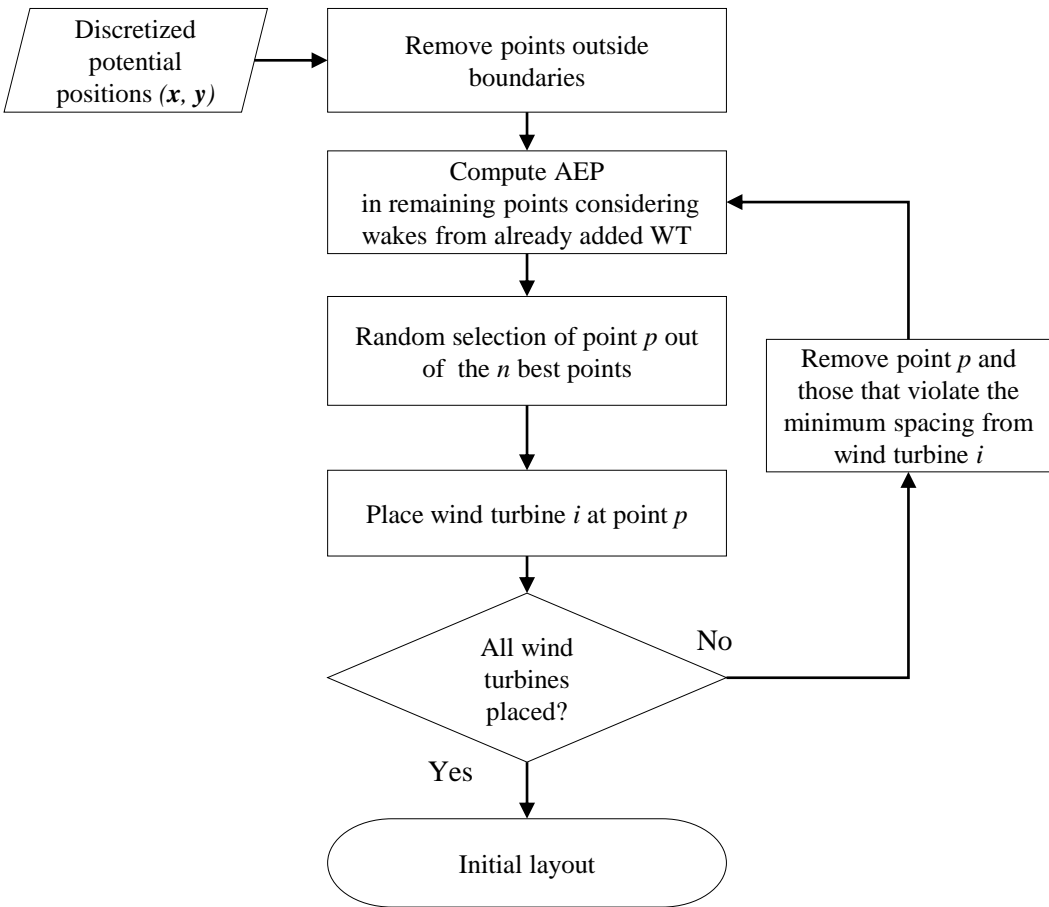 Discretized
potential
positions (x, y)
Remove points outside
boundaries
Compute AEP
in remaining points considering
wakes from already added WT
Random selection of point p out
of the n best points
Remove point p and
those that violate the
minimum spacing from
wind turbine i
Place wind turbine i at point p
All wind
turbines
placed?
No
Yes
Initial layout